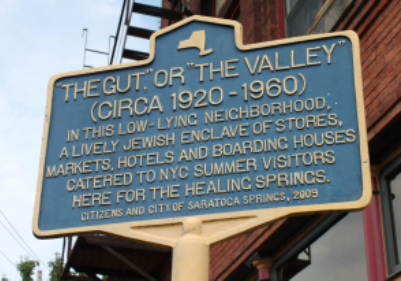 "THE GUT," OR, "THE VALLEY"
(CIRCA 1920 - 1960)
IN THIS LOW-LYING NEIGHBORHOOD,
A LIVELY JEWISH ENCLAVE OF STORES,
MARKETS, HOTELS AND BOARDING HOUSES
CATERED TO NYC SUMMER VISITORS
HERE FOR THE HEALING SPRINGS.
CITIZENS AND CITY OF SARATOGA SPRINGS, 2009